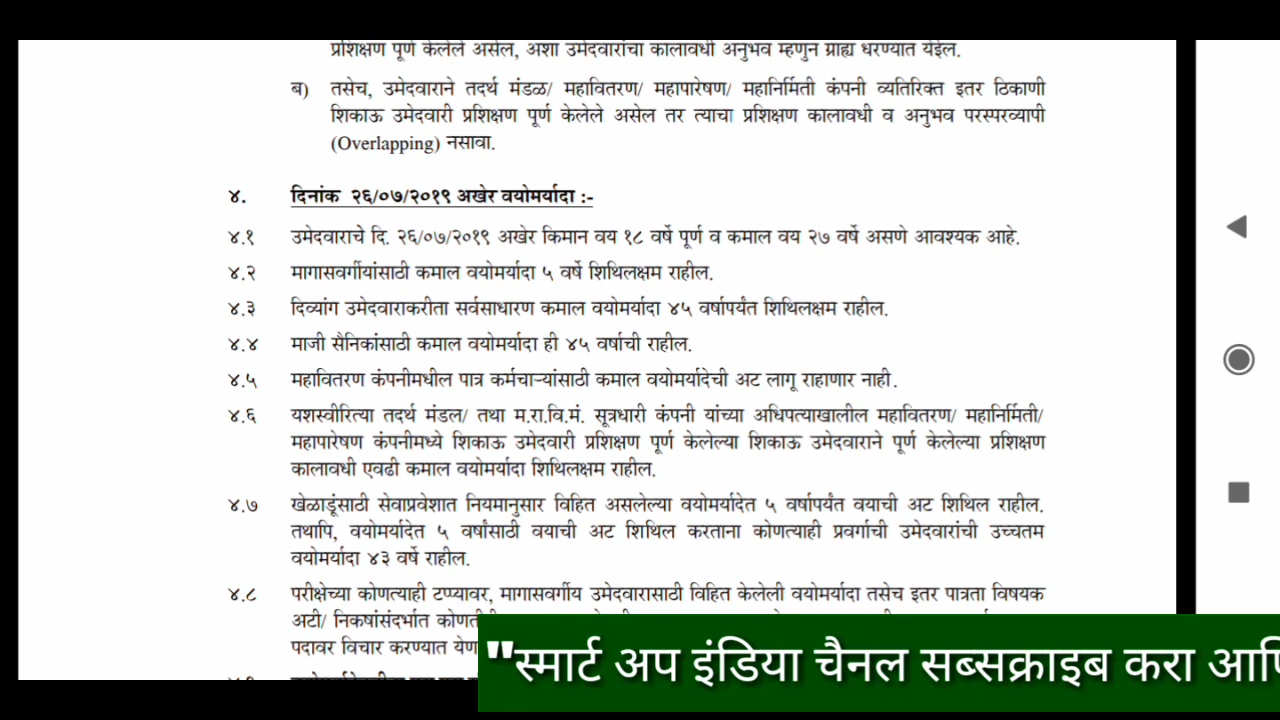 प्रशिक्षण पूर्ण केलेले असेल, अशा उमेदवारांचा कालावधी अनुभव म्हणुन ग्राह्य धरण्यात येईल.
ब) तसेच, उमेदवाराने तदर्थ मंडळ/ महावितरण/ महापारेषण/ महानिर्मिती कंपनी व्यतिरिक्त इतर ठिकाणी
शिकाऊ उमेदवारी प्रशिक्षण पूर्ण केलेले असेल तर त्याचा प्रशिक्षण कालावधी व अनुभव परस्परव्यापी
(Overlapping) नसावा.
४. दिनांक २६/०७/२०१९ अखेर वयोमर्यादा :-
४.१ उमेदवाराचे दि. २६/०७/२०१९ अखेर किमान वय १८ वर्षे पूर्ण व कमाल वय २७ वर्षे असणे आवश्यक आहे.
४.२ मागासवर्गीयांसाठी कमाल वयोमर्यादा ५ वर्षे शिथिलक्षम राहील.
४.३ दिव्यांग उमेदवाराकरीता सर्वसाधारण कमाल वयोमर्यादा ४५ वर्षापर्यंत शिथिलक्षम राहील.
४.४ माजी सैनिकांसाठी कमाल वयोमर्यादा ही ४५ वर्षाची राहील.
४.५ महावितरण कंपनीमधील पात्र कर्मचाऱ्यांसाठी कमाल वयोमर्यादेची अट लागू राहाणार नाही.
४.६ यशस्वीरित्या तदर्थ मंडल/ तथा म.रा.वि.मं. सूत्रधारी कंपनी यांच्या अधिपत्याखालील महावितरण/ महानिर्मिती/
महापारेषण कंपनीमध्ये शिकाऊ उमेदवारी प्रशिक्षण पूर्ण केलेल्या शिकाऊ उमेदवाराने पूर्ण केलेल्या प्रशिक्षण
कालावधी एवढी कमाल वयोमर्यादा शिथिलक्षम राहील.
४.७ खेळाडूंसाठी सेवाप्रवेशात नियमानुसार विहित असलेल्या वयोमर्यादेत ५ वर्षापर्यंत वयाची अट शिथिल राहील.
तथापि, वयोमर्यादेत ५ वर्षांसाठी वयाची अट शिथिल करताना कोणत्याही प्रवर्गाची उमेदवारांची उच्चतम
वयोमर्यादा ४३ वर्षे राहील.
४.८ परीक्षेच्या कोणत्याही टप्प्यावर, मागासवर्गीय उमेदवारासाठी विहित केलेली वयोमर्यादा तसेच इतर पात्रता विषयक
अटी/ निकषांसंदर्भात
पदावर विचार करण्यात
"स्मार्ट अप इंडिया चैनल सब्सक्राइब करा